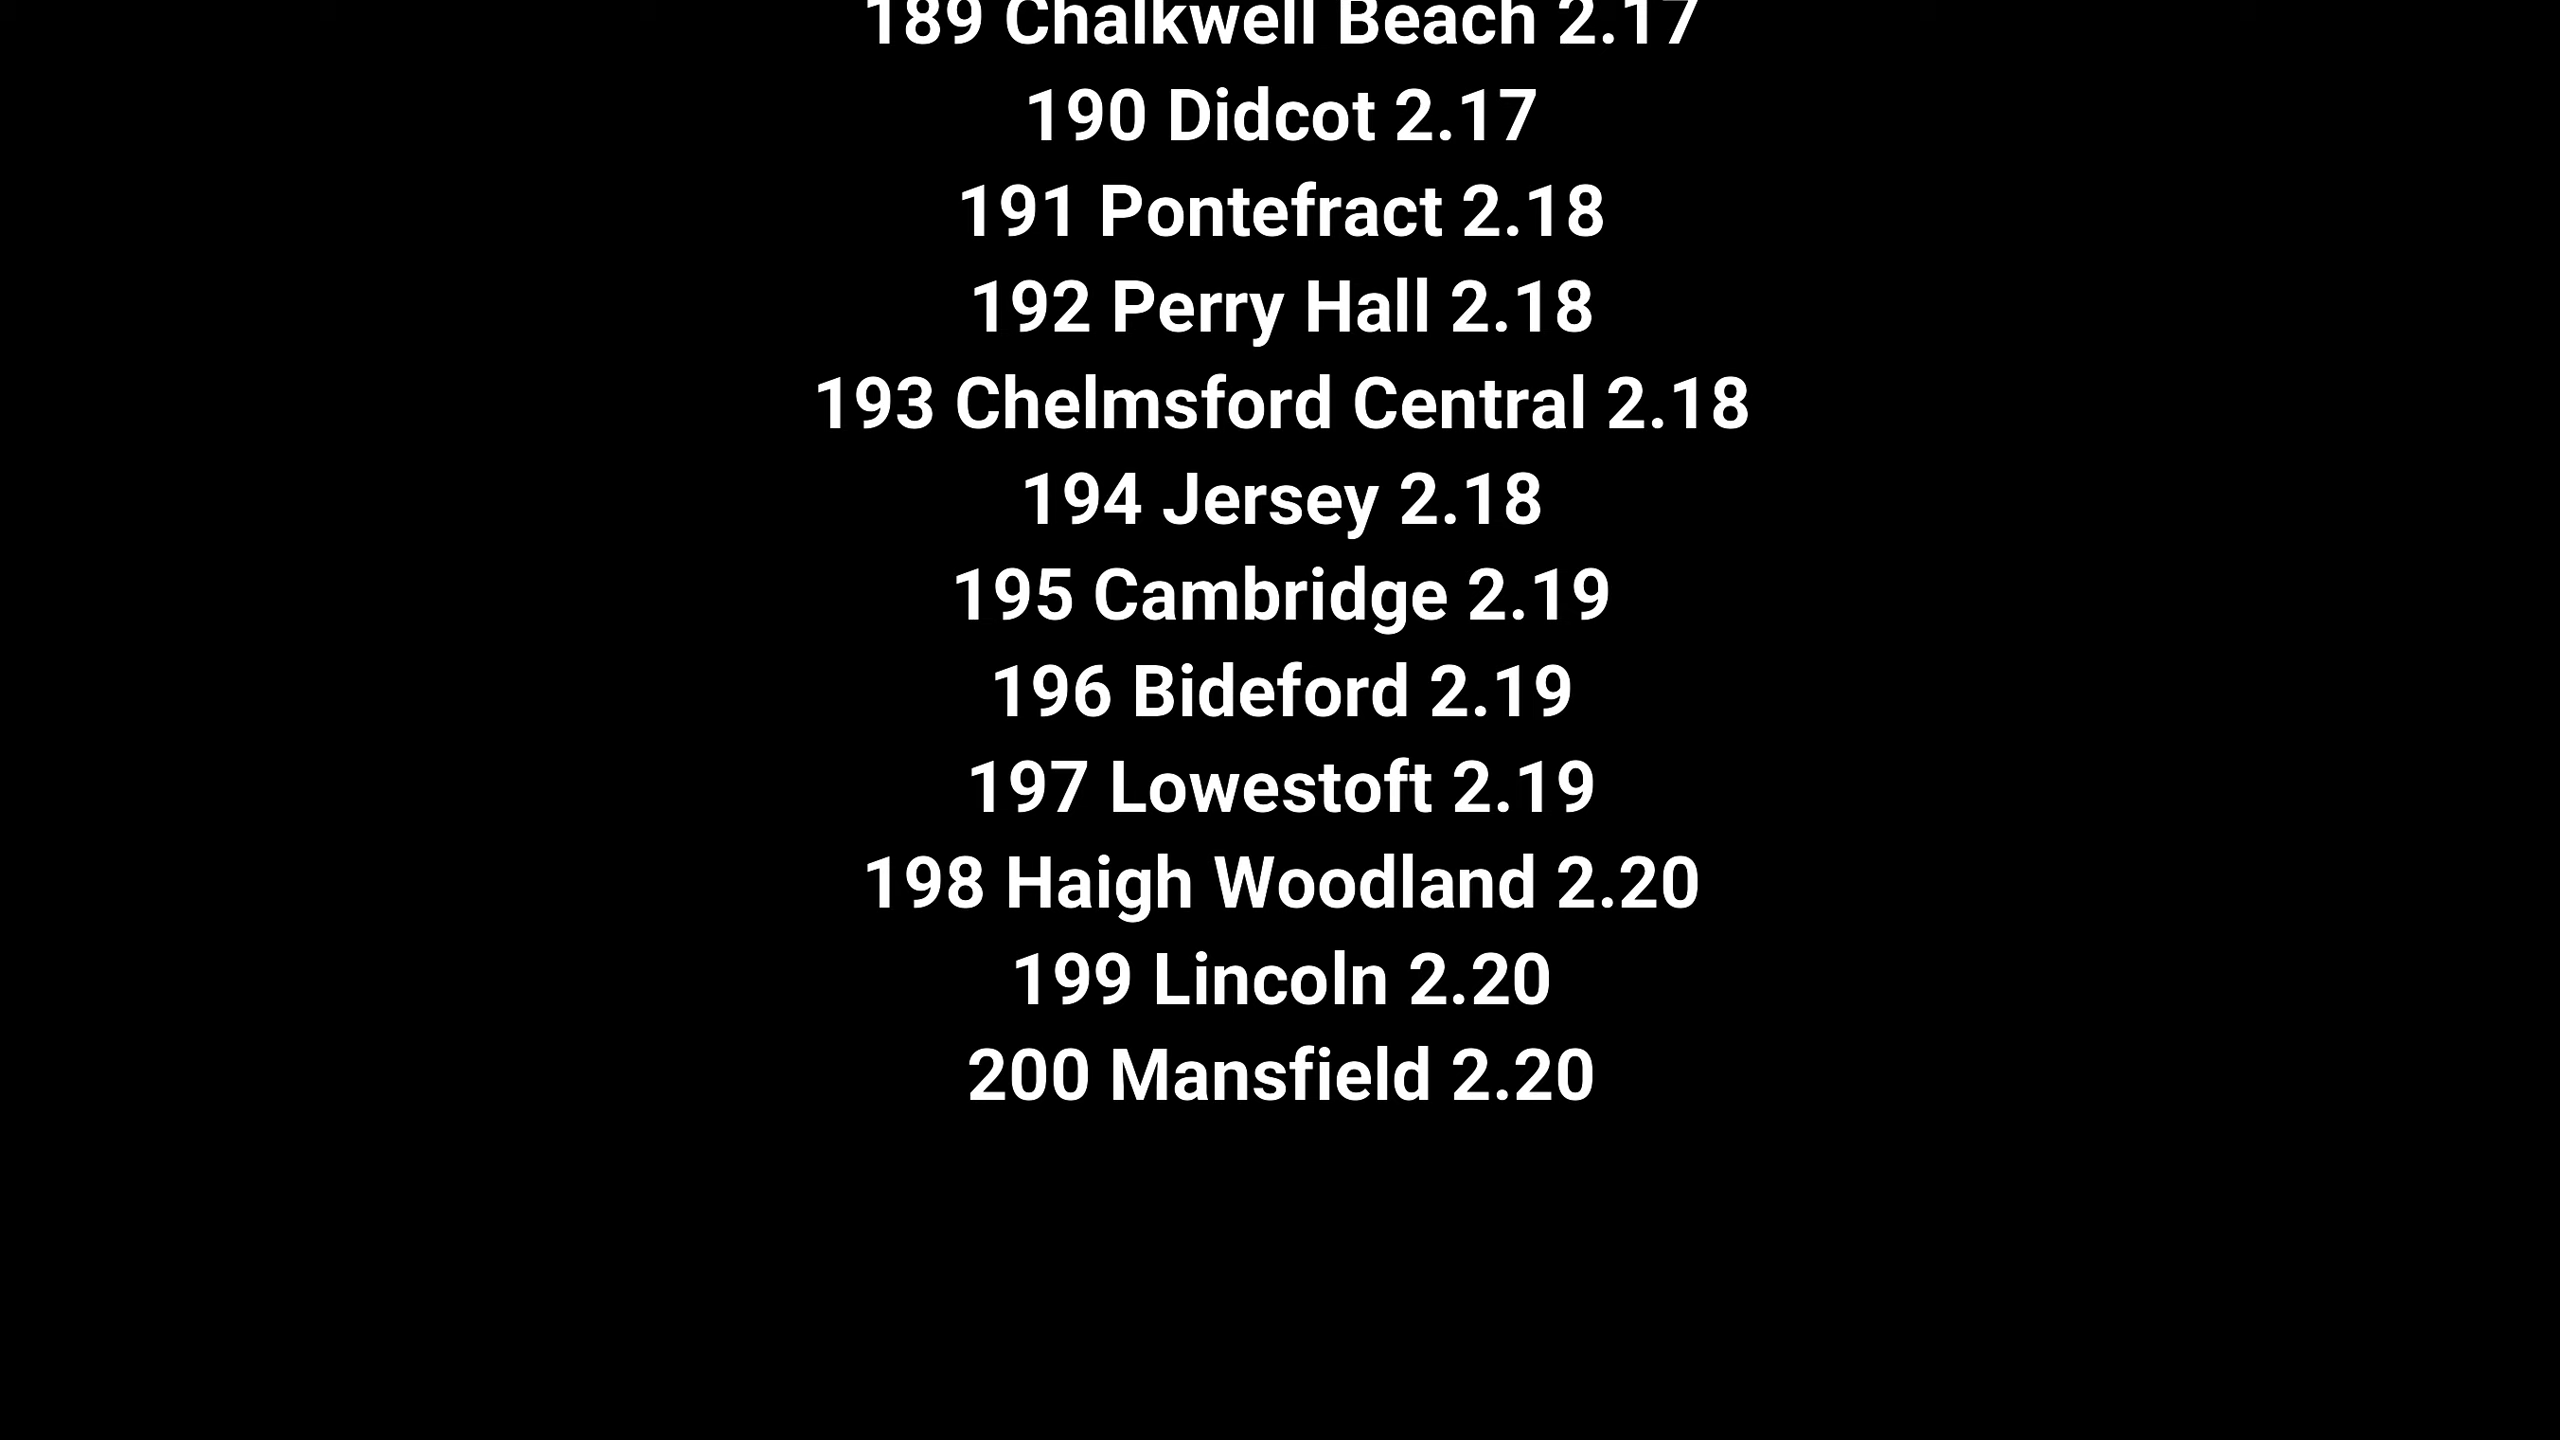 189 Chalkwell Beach 2.17
190 Didcot 2.17
191 Pontefract 2.18
192 Perry Hall 2.18
193 Chelmsford Central 2.18
194 Jersey 2.18
195 Cambridge 2.19
196 Bideford 2.19
197 Lowestoft 2.19
198 Haigh Woodland 2.20
199 Lincoln 2.20
200 Mansfield 2.20